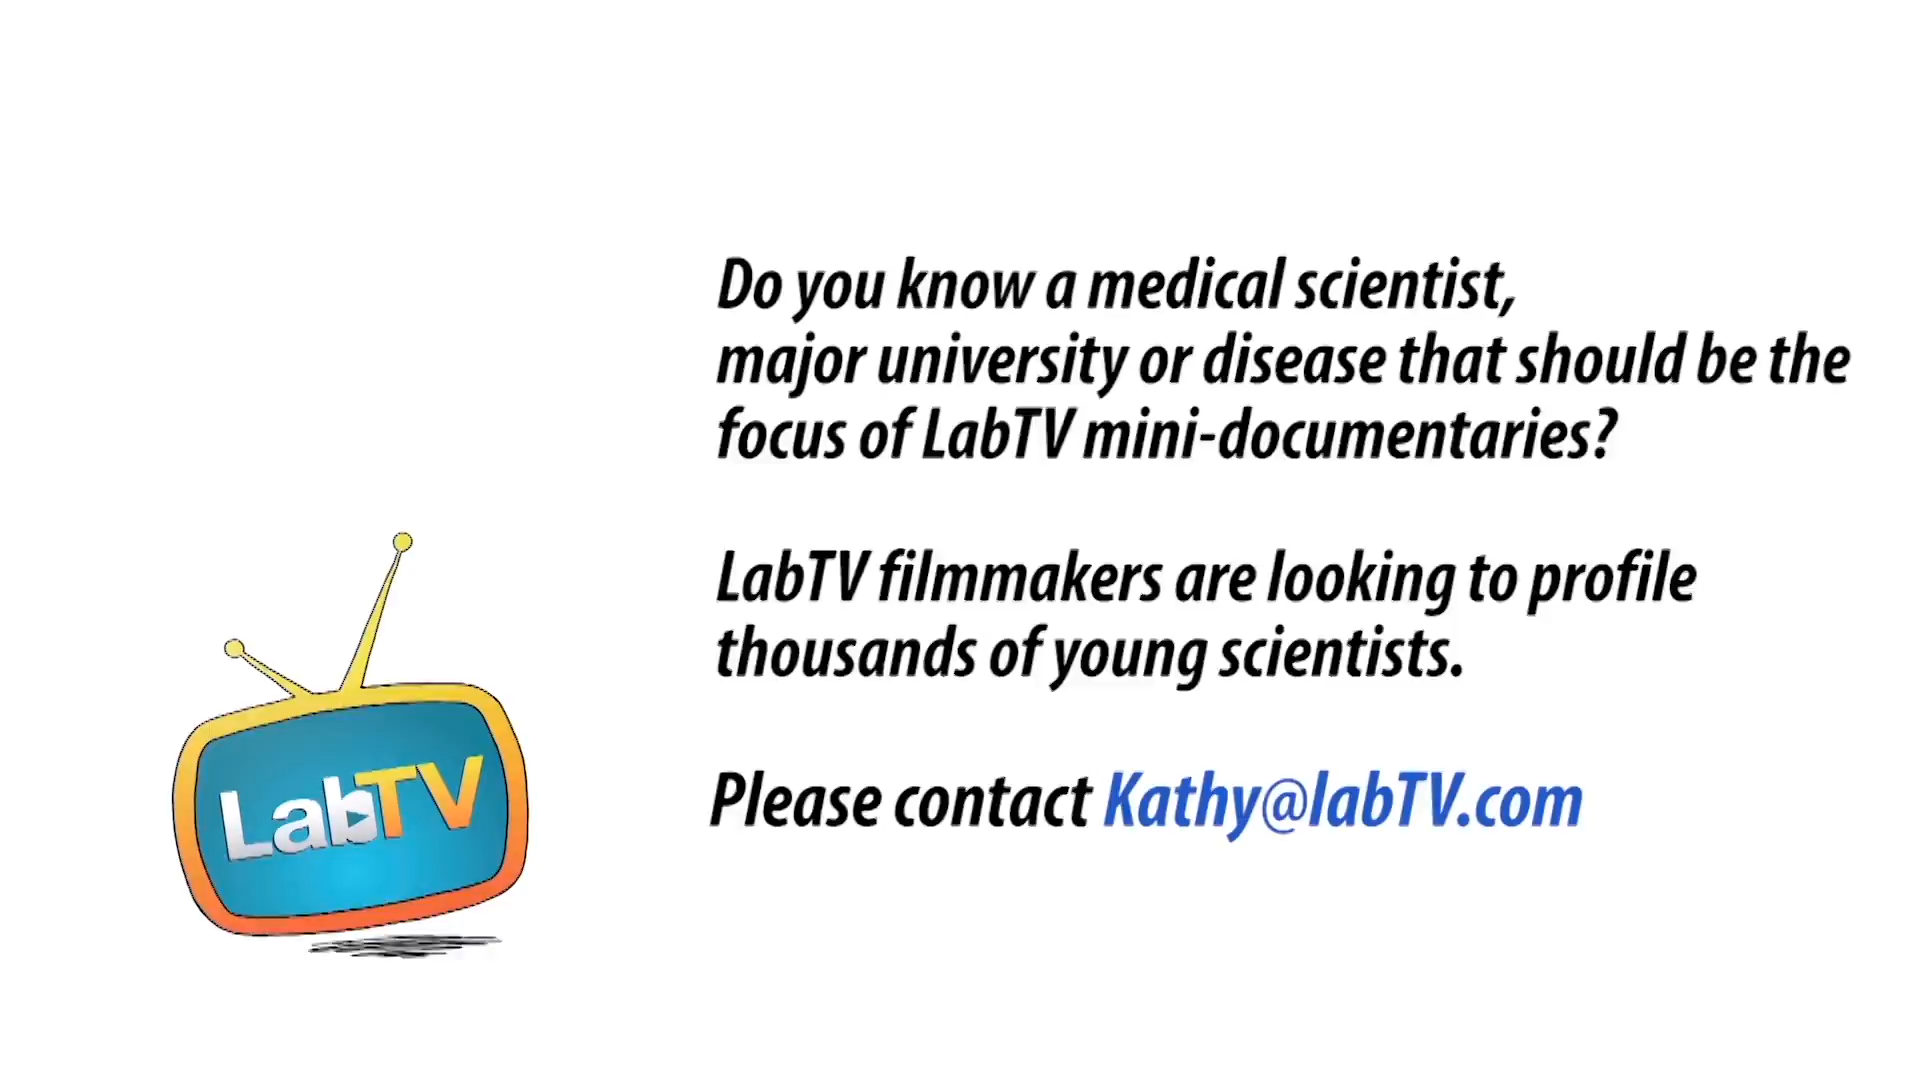 Do you know a medical scientist,
major university or disease that should be the
focus of LabTV mini-documentaries?
LabTV filmmakers are looking to profile
thousands of young scientists.
Please contact Kathy@labTV.com
LabTV